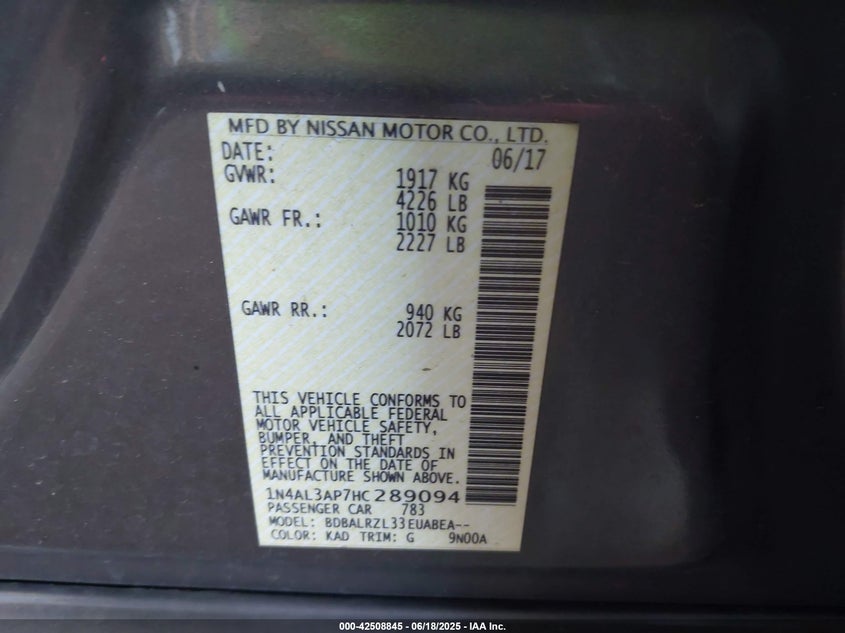 MFD BY NISSAN MOTOR CO., LTD.
DATE: 06/17
GVWR: 1917 KG
4226 LB
GAWR FR.: 1010 KG
2227 LB
GAWR RR.: 940 KG
2072 LB
THIS VEHICLE CONFORMS TO
ALL APPLICABLE FEDERAL
MOTOR VEHICLE SAFETY,
BUMPER, AND THEFT
PREVENTION STANDARDS IN
EFFECT ON THE DATE OF
MANUFACTURE SHOWN ABOVE.
1N4AL3AP7HC289094
PASSENGER CAR 783
MODEL: BDBALRZL33EUABEA--
COLOR: KAD TRIM: G 9N00A
000-42508845 - 06/18/2025 - IAA Inc.